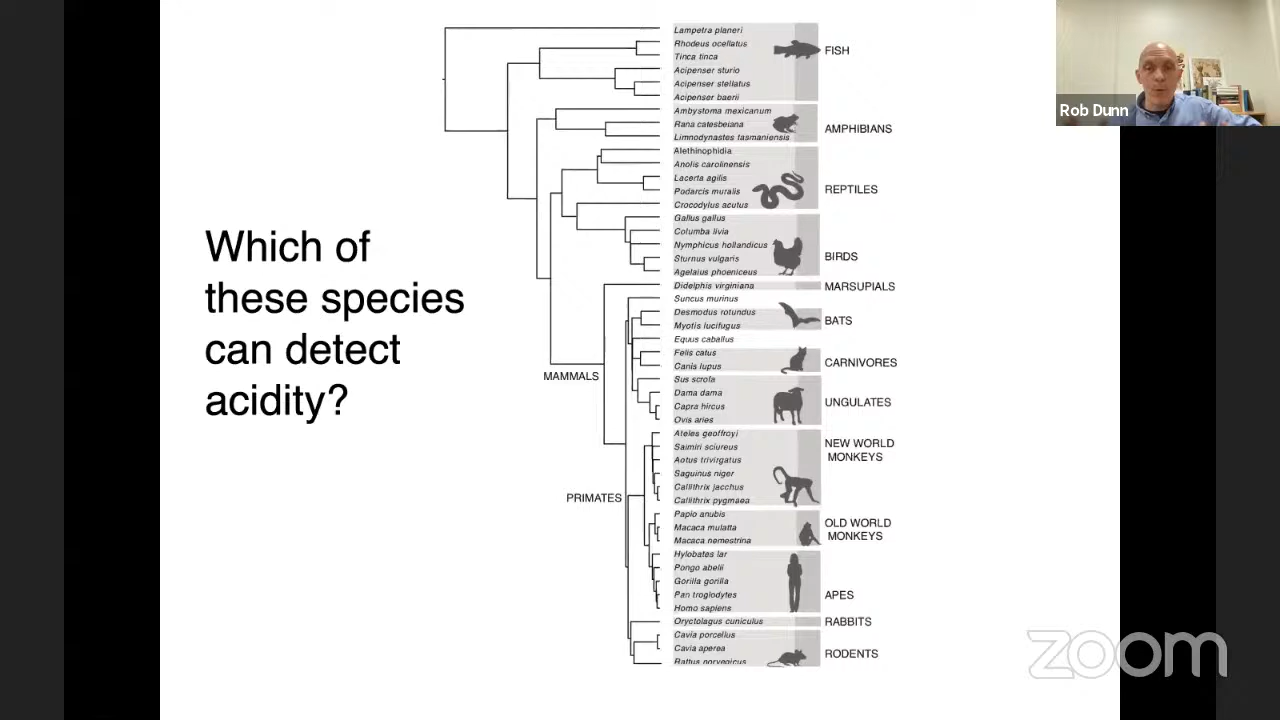 Which of
these species
can detect
acidity?
Lampetra planeri
Rhodeus ocellatus
Tinca tinca
Acipenser sturio
Acipenser stellatus
Acipenser baerii
FISH
Ambystoma mexicanum
Rana catesbeiana
Limnodynastes tasmaniensis
AMPHIBIANS
Alethinophidia
Anolis carolinensis
Lacerta agilis
Podarcis muralis
Crocodylus acutus
REPTILES
Gallus gallus
Columba livia
Nymphicus hollandicus
Sturnus vulgaris
Agelaius phoeniceus
BIRDS
Didelphis virginiana
MARSUPIALS
Suncus murinus
Desmodus rotundus
Myotis lucifugus
BATS
Equus caballus
Felis catus
Canis lupus
CARNIVORES
MAMMALS
Sus scrofa
Dama dama
Capra hircus
Ovis aries
UNGULATES
Ateles geoffroyi
Saimiri sciureus
Aotus trivirgatus
Saguinus niger
Callithrix jacchus
Callithrix pygmaea
NEW WORLD
MONKEYS
PRIMATES
Papio anubis
Macaca mulatta
Macaca nemestrina
OLD WORLD
MONKEYS
Hylobates lar
Pongo abelii
Gorilla gorilla
Pan troglodytes
Homo sapiens
APES
Oryctolagus cuniculus
RABBITS
Cavia porcellus
Cavia aperea
Rattus norvegicus
RODENTS
Rob Dunn
zoom